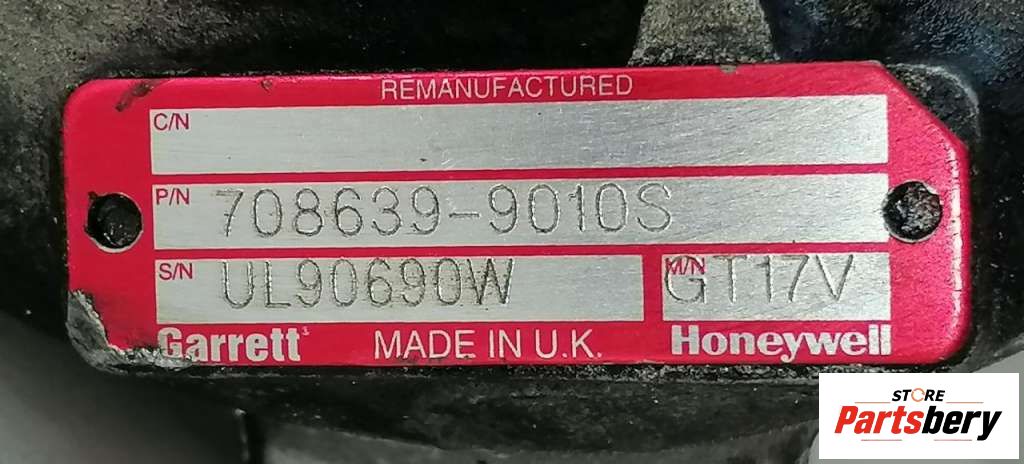 REMANUFACTURED
C/N
P/N 708639-9010S
S/N UL90690W M/N GT17V
Garrett MADE IN U.K. Honeywell
STORE
Partsbery